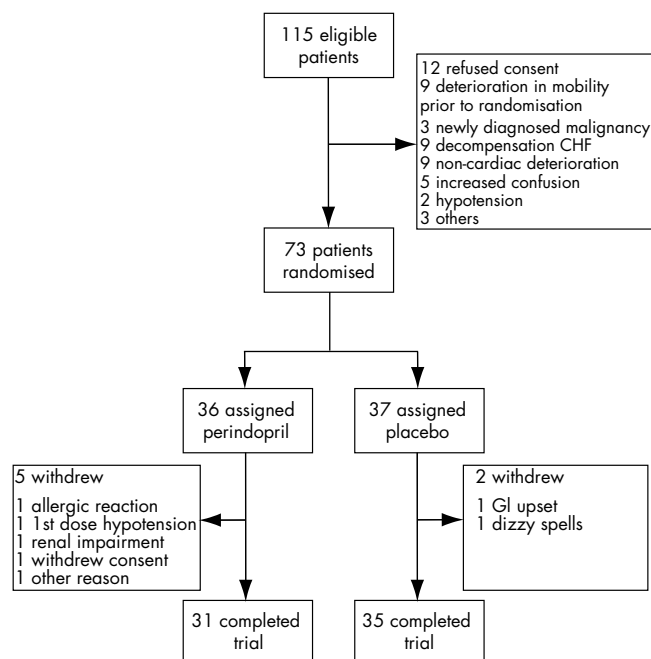 115 eligible
patients
12 refused consent
9 deterioration in mobility
prior to randomisation
3 newly diagnosed malignancy
9 decompensation CHF
9 non-cardiac deterioration
5 increased confusion
2 hypotension
3 others
73 patients
randomised
36 assigned
perindopril
37 assigned
placebo
5 withdrew
1 allergic reaction
1 1st dose hypotension
1 renal impairment
1 withdrew consent
1 other reason
2 withdrew
1 GI upset
1 dizzy spells
31 completed
trial
35 completed
trial